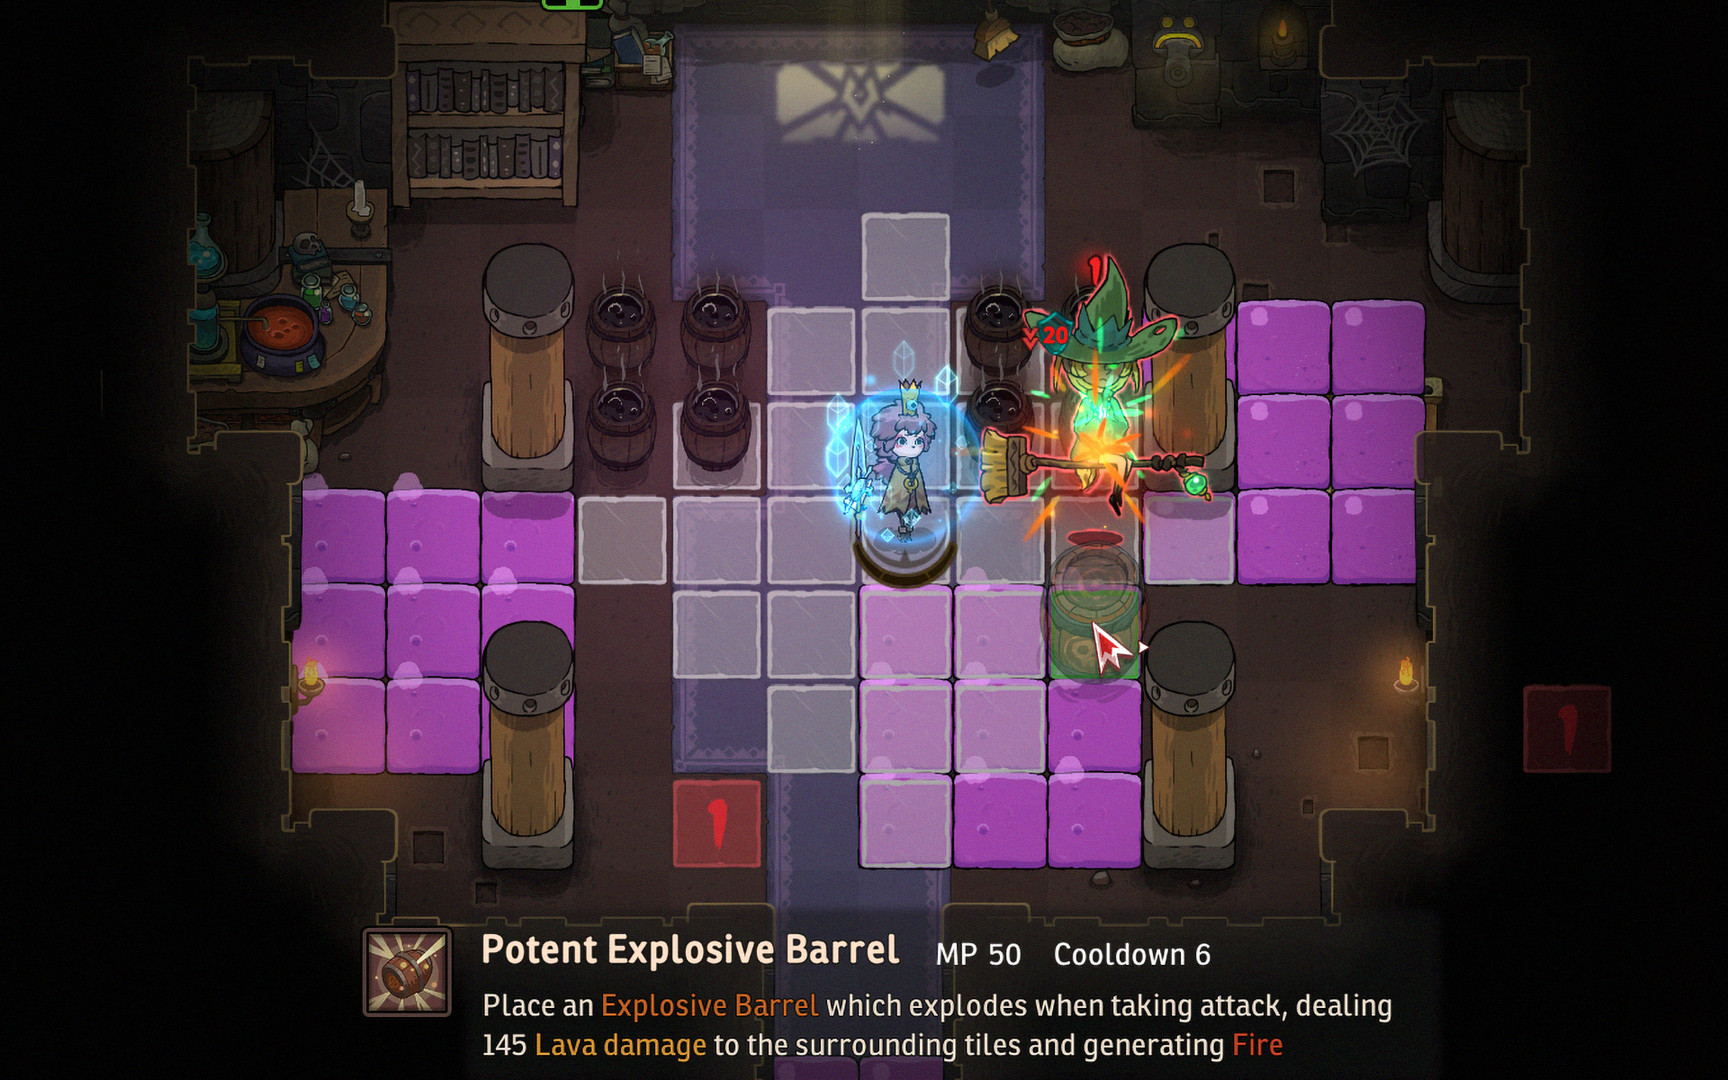 20
Potent Explosive Barrel MP 50 Cooldown 6
Place an Explosive Barrel which explodes when taking attack, dealing
145 Lava damage to the surrounding tiles and generating Fire